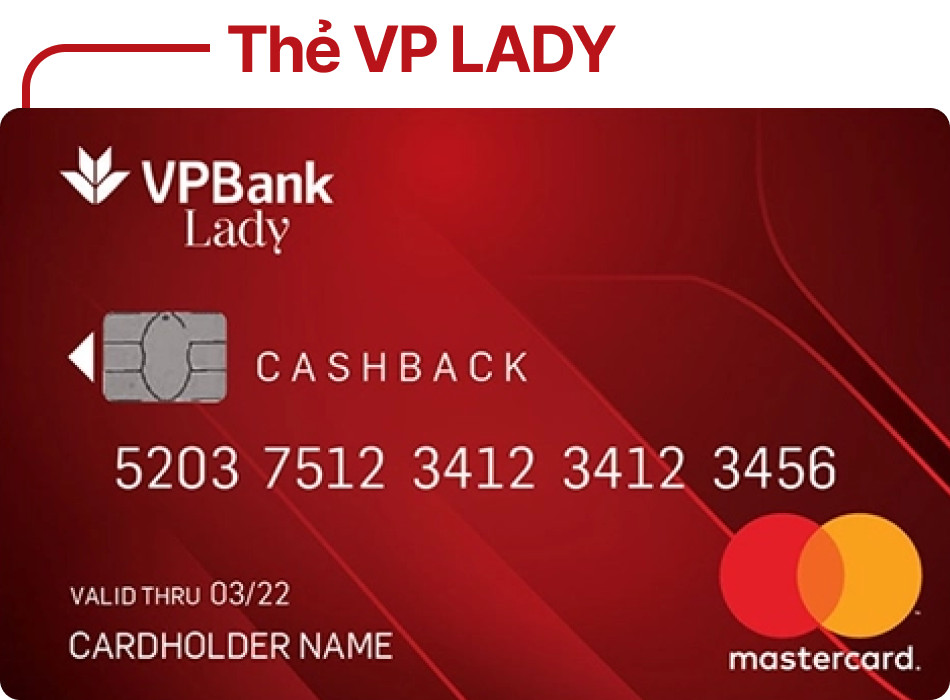 Thẻ VP LADY
VPBank
Lady
CASHBACK
5203 7512 3412 3412 3456
VALID THRU 03/22
CARDHOLDER NAME
mastercard.